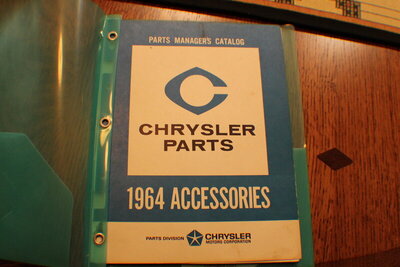 PARTS MANAGER'S CATALOG
CHRYSLER
PARTS
1964 ACCESSORIES
PARTS DIVISION CHRYSLER
MOTORS CORPORATION